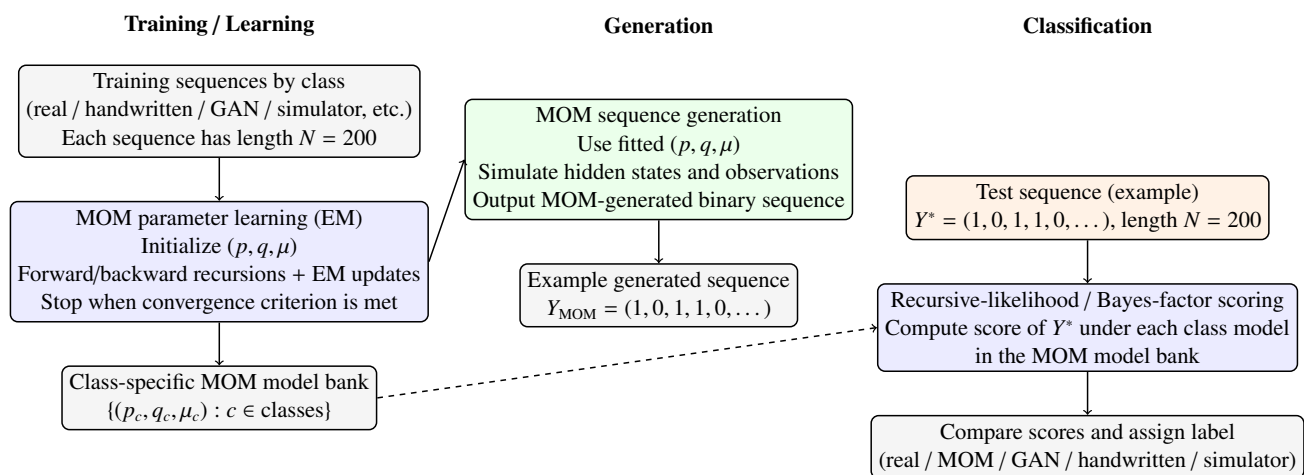 Training / Learning
Training sequences by class
(real / handwritten / GAN / simulator, etc.)
Each sequence has length N = 200
MOM parameter learning (EM)
Initialize (p, q, μ)
Forward/backward recursions + EM updates
Stop when convergence criterion is met
Class-specific MOM model bank
{(p_c, q_c, μ_c) : c ∈ classes}
Generation
MOM sequence generation
Use fitted (p, q, μ)
Simulate hidden states and observations
Output MOM-generated binary sequence
Example generated sequence
Y_MOM = (1, 0, 1, 1, 0, . . . )
Classification
Test sequence (example)
Y* = (1, 0, 1, 1, 0, . . . ), length N = 200
Recursive-likelihood / Bayes-factor scoring
Compute score of Y* under each class model
in the MOM model bank
Compare scores and assign label
(real / MOM / GAN / handwritten / simulator)